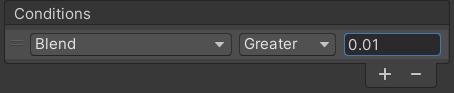 Conditions
Blend Greater 0.01
+ −